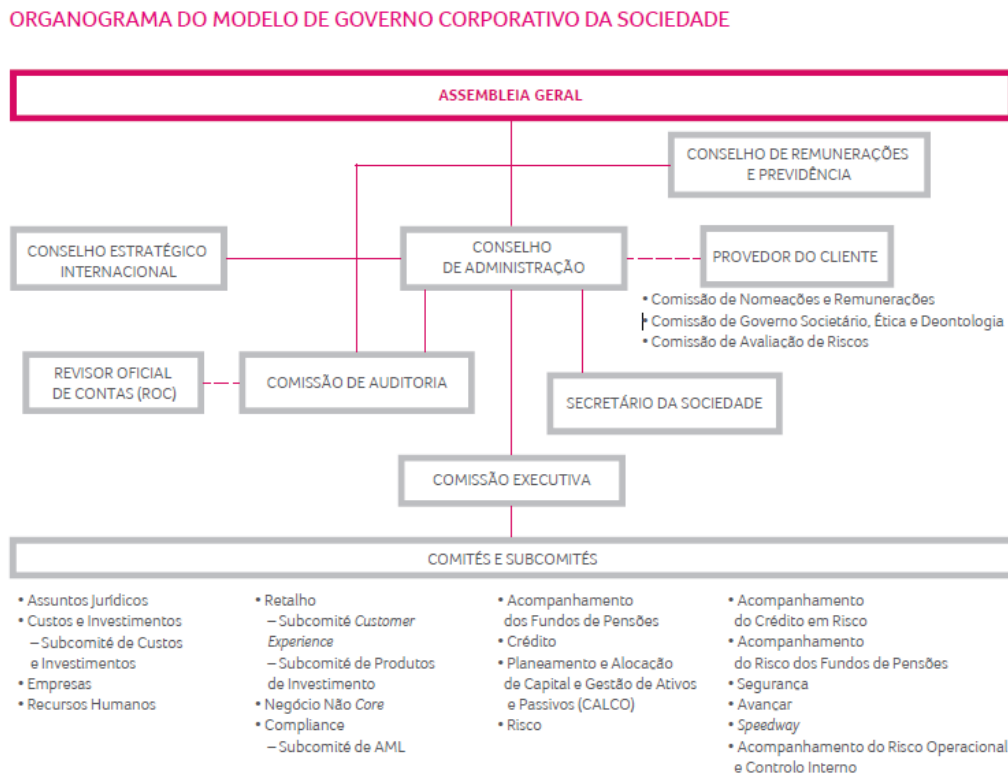 ORGANOGRAMA DO MODELO DE GOVERNO CORPORATIVO DA SOCIEDADE
ASSEMBLEIA GERAL
CONSELHO DE REMUNERAÇÕES
E PREVIDÊNCIA
CONSELHO ESTRATÉGICO
INTERNACIONAL
CONSELHO
DE ADMINISTRAÇÃO
PROVEDOR DO CLIENTE
• Comissão de Nomeações e Remunerações
• Comissão de Governo Societário, Ética e Deontologia
• Comissão de Avaliação de Riscos
REVISOR OFICIAL
DE CONTAS (ROC)
COMISSÃO DE AUDITORIA
SECRETÁRIO DA SOCIEDADE
COMISSÃO EXECUTIVA
COMITÉS E SUBCOMITÉS
• Assuntos Jurídicos
• Custos e Investimentos
– Subcomité de Custos
e Investimentos
• Empresas
• Recursos Humanos
• Retalho
– Subcomité Customer
Experience
– Subcomité de Produtos
de Investimento
• Negócio Não Core
• Compliance
– Subcomité de AML
• Acompanhamento
dos Fundos de Pensões
• Crédito
• Planeamento e Alocação
de Capital e Gestão de Ativos
e Passivos (CALCO)
• Risco
• Acompanhamento
do Crédito em Risco
• Acompanhamento
do Risco dos Fundos de Pensões
• Segurança
• Avançar
• Speedway
• Acompanhamento do Risco Operacional
e Controlo Interno